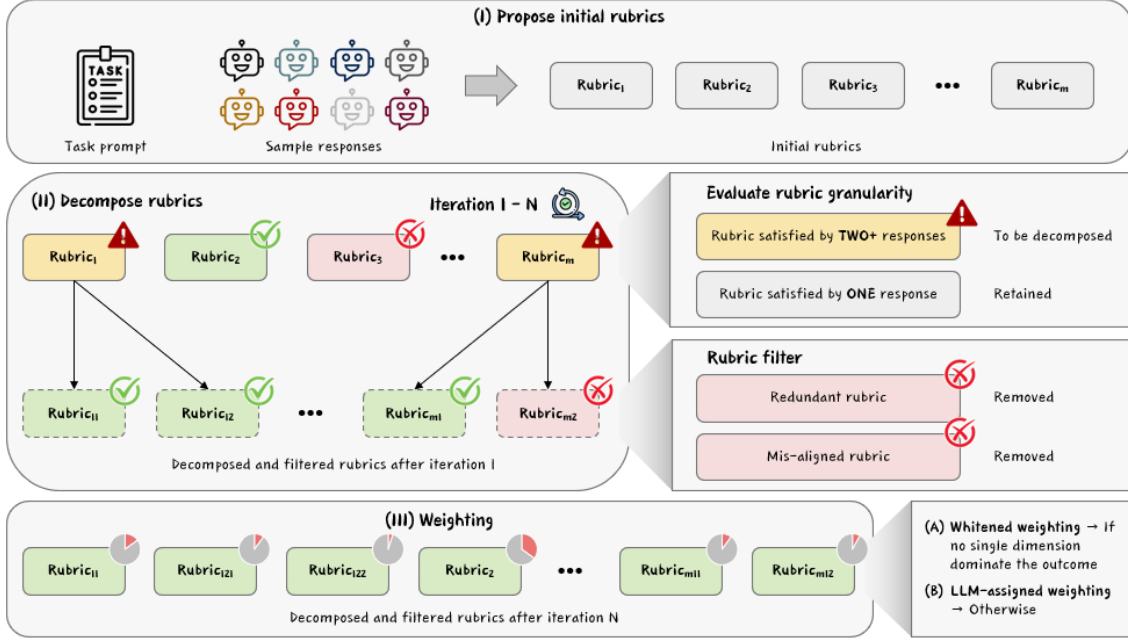 (I) Propose initial rubrics
TASK
Rubric₁
Rubric₂
Rubric₃
•••
Rubricₘ
Task prompt
Sample responses
Initial rubrics
(II) Decompose rubrics
Iteration 1 - N
Rubric₁
Rubric₂
Rubric₃
•••
Rubricₘ
Rubric₁₁
Rubric₁₂
•••
Rubricₘ₁
Rubricₘ₂
Decomposed and filtered rubrics after iteration 1
Evaluate rubric granularity
Rubric satisfied by TWO+ responses
To be decomposed
Rubric satisfied by ONE response
Retained
Rubric filter
Redundant rubric
Removed
Mis-aligned rubric
Removed
(III) Weighting
Rubric₁₁
Rubric₁₂₁
Rubric₁₂₂
Rubric₂
•••
Rubricₘ₁₁
Rubricₘ₁₂
Decomposed and filtered rubrics after iteration N
(A) Whitened weighting → If
no single dimension
dominate the outcome
(B) LLM-assigned weighting
→ Otherwise